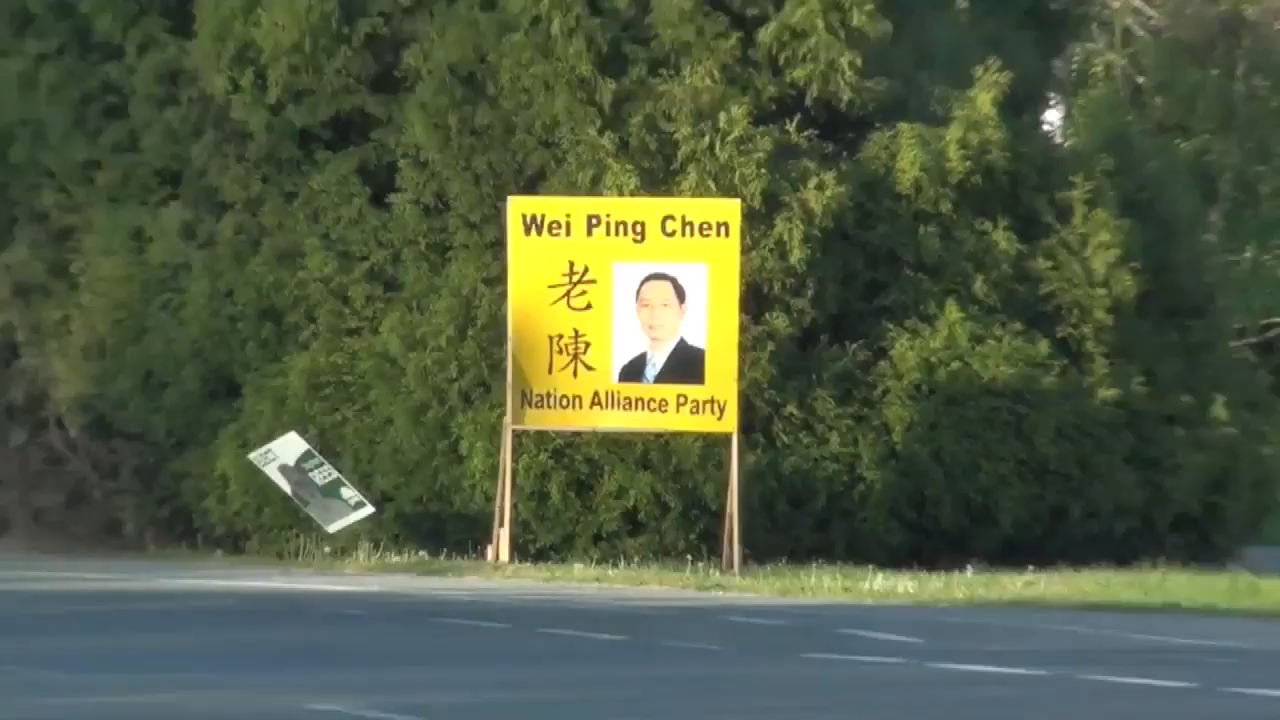 Wei Ping Chen
老
陳
Nation Alliance Party